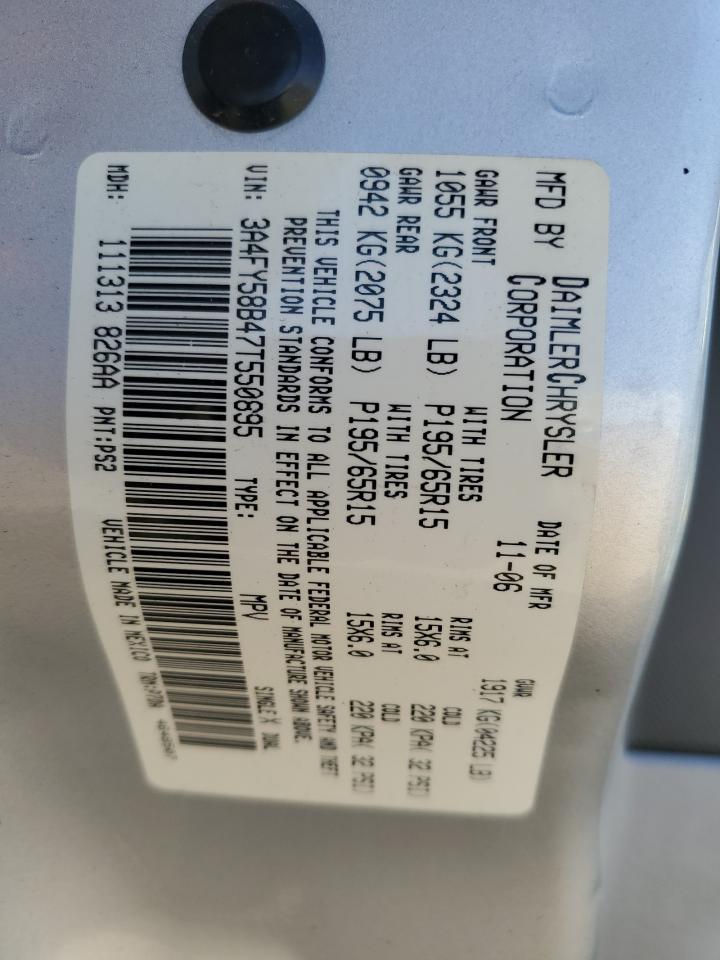 MFD BY DAIMLERCHRYSLER CORPORATION
DATE OF MFR 11-06
GVWR 1917 KG(04225 LB)
GAWR FRONT WITH TIRES RIMS AT COLD
1055 KG(2324 LB) P195/65R15 15X6.0 220 KPA( 32 PSI)
GAWR REAR WITH TIRES RIMS AT COLD
0942 KG(2075 LB) P195/65R15 15X6.0 220 KPA( 32 PSI)
THIS VEHICLE CONFORMS TO ALL APPLICABLE FEDERAL MOTOR VEHICLE SAFETY AND THEFT
PREVENTION STANDARDS IN EFFECT ON THE DATE OF MANUFACTURE SHOWN ABOVE.
VIN: 3A4FY58B47T550895 TYPE: MPV SINGLE X DUAL
MDH: 111313 826AA PNT:PS2 VEHICLE MADE IN MEXICO